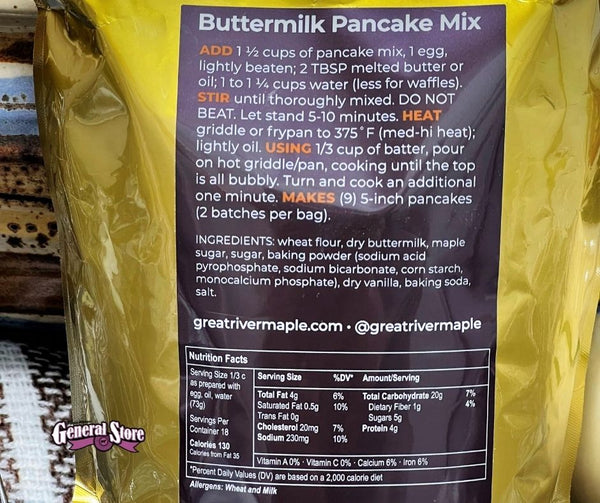 Buttermilk Pancake Mix
ADD 1 ½ cups of pancake mix, 1 egg,
lightly beaten; 2 TBSP melted butter or
oil; 1 to 1 ¼ cups water (less for waffles).
STIR until thoroughly mixed. DO NOT
BEAT. Let stand 5-10 minutes. HEAT
griddle or frypan to 375°F (med-hi heat);
lightly oil. USING 1/3 cup of batter, pour
on hot griddle/pan, cooking until the top
is all bubbly. Turn and cook an additional
one minute. MAKES (9) 5-inch pancakes
(2 batches per bag).
INGREDIENTS: wheat flour, dry buttermilk, maple
sugar, sugar, baking powder (sodium acid
pyrophosphate, sodium bicarbonate, corn starch,
monocalcium phosphate), dry vanilla, baking soda,
salt.
greatrivermaple.com • @greatrivermaple
Nutrition Facts
Serving Size 1/3 c
as prepared with
egg, oil, water
(73g)
Servings Per
Container 18
Calories 130
Calories from Fat 35
Serving Size %DV* Amount/Serving
Total Fat 4g 6% Total Carbohydrate 20g 7%
Saturated Fat 0.5g 10% Dietary Fiber 1g 4%
Trans Fat 0g Sugars 5g
Cholesterol 20mg 7% Protein 4g
Sodium 230mg 10%
Vitamin A 0% · Vitamin C 0% · Calcium 6% · Iron 6%
*Percent Daily Values (DV) are based on a 2,000 calorie diet
Allergens: Wheat and Milk
General Store